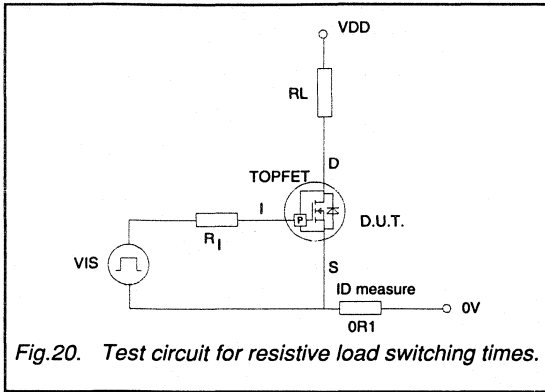 VDD
RL
D
TOPFET
I
P
D.U.T.
RI
VIS
S
ID measure
0V
0R1
Fig.20. Test circuit for resistive load switching times.